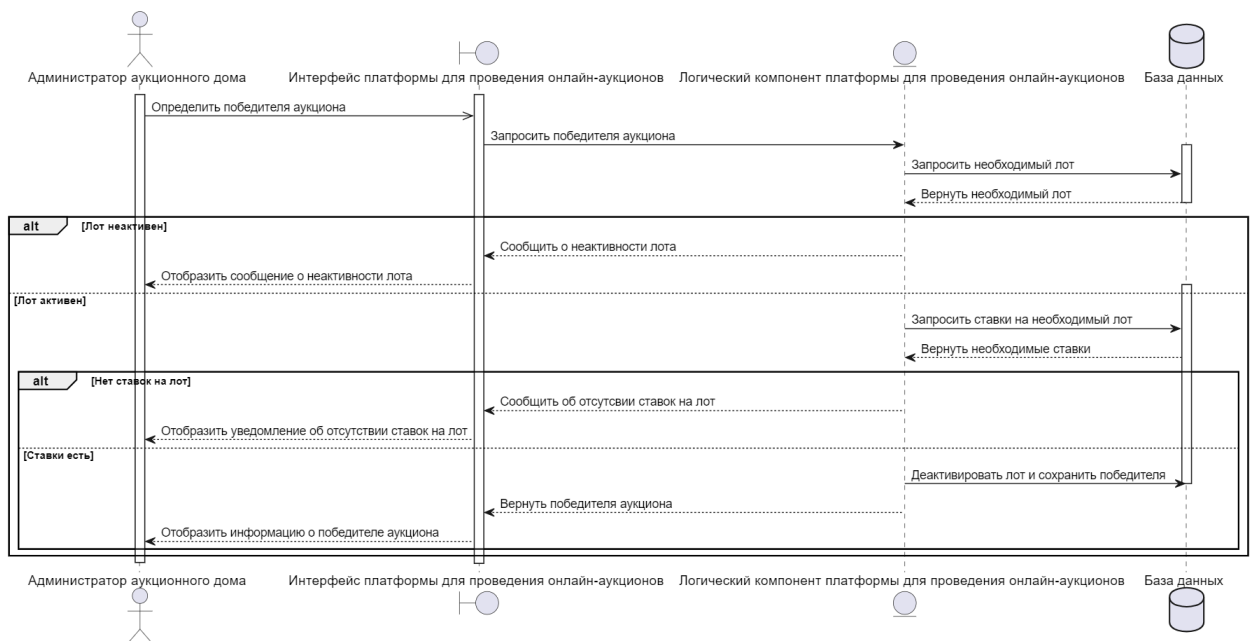 Администратор аукционного дома
Интерфейс платформы для проведения онлайн-аукционов
Логический компонент платформы для проведения онлайн-аукционов
База данных
Определить победителя аукциона
Запросить победителя аукциона
Запросить необходимый лот
Вернуть необходимый лот
alt
[Лот неактивен]
Сообщить о неактивности лота
Отобразить сообщение о неактивности лота
[Лот активен]
Запросить ставки на необходимый лот
Вернуть необходимые ставки
alt
[Нет ставок на лот]
Сообщить об отсутсвии ставок на лот
Отобразить уведомление об отсутствии ставок на лот
[Ставки есть]
Деактивировать лот и сохранить победителя
Вернуть победителя аукциона
Отобразить информацию о победителе аукциона
Администратор аукционного дома
Интерфейс платформы для проведения онлайн-аукционов
Логический компонент платформы для проведения онлайн-аукционов
База данных